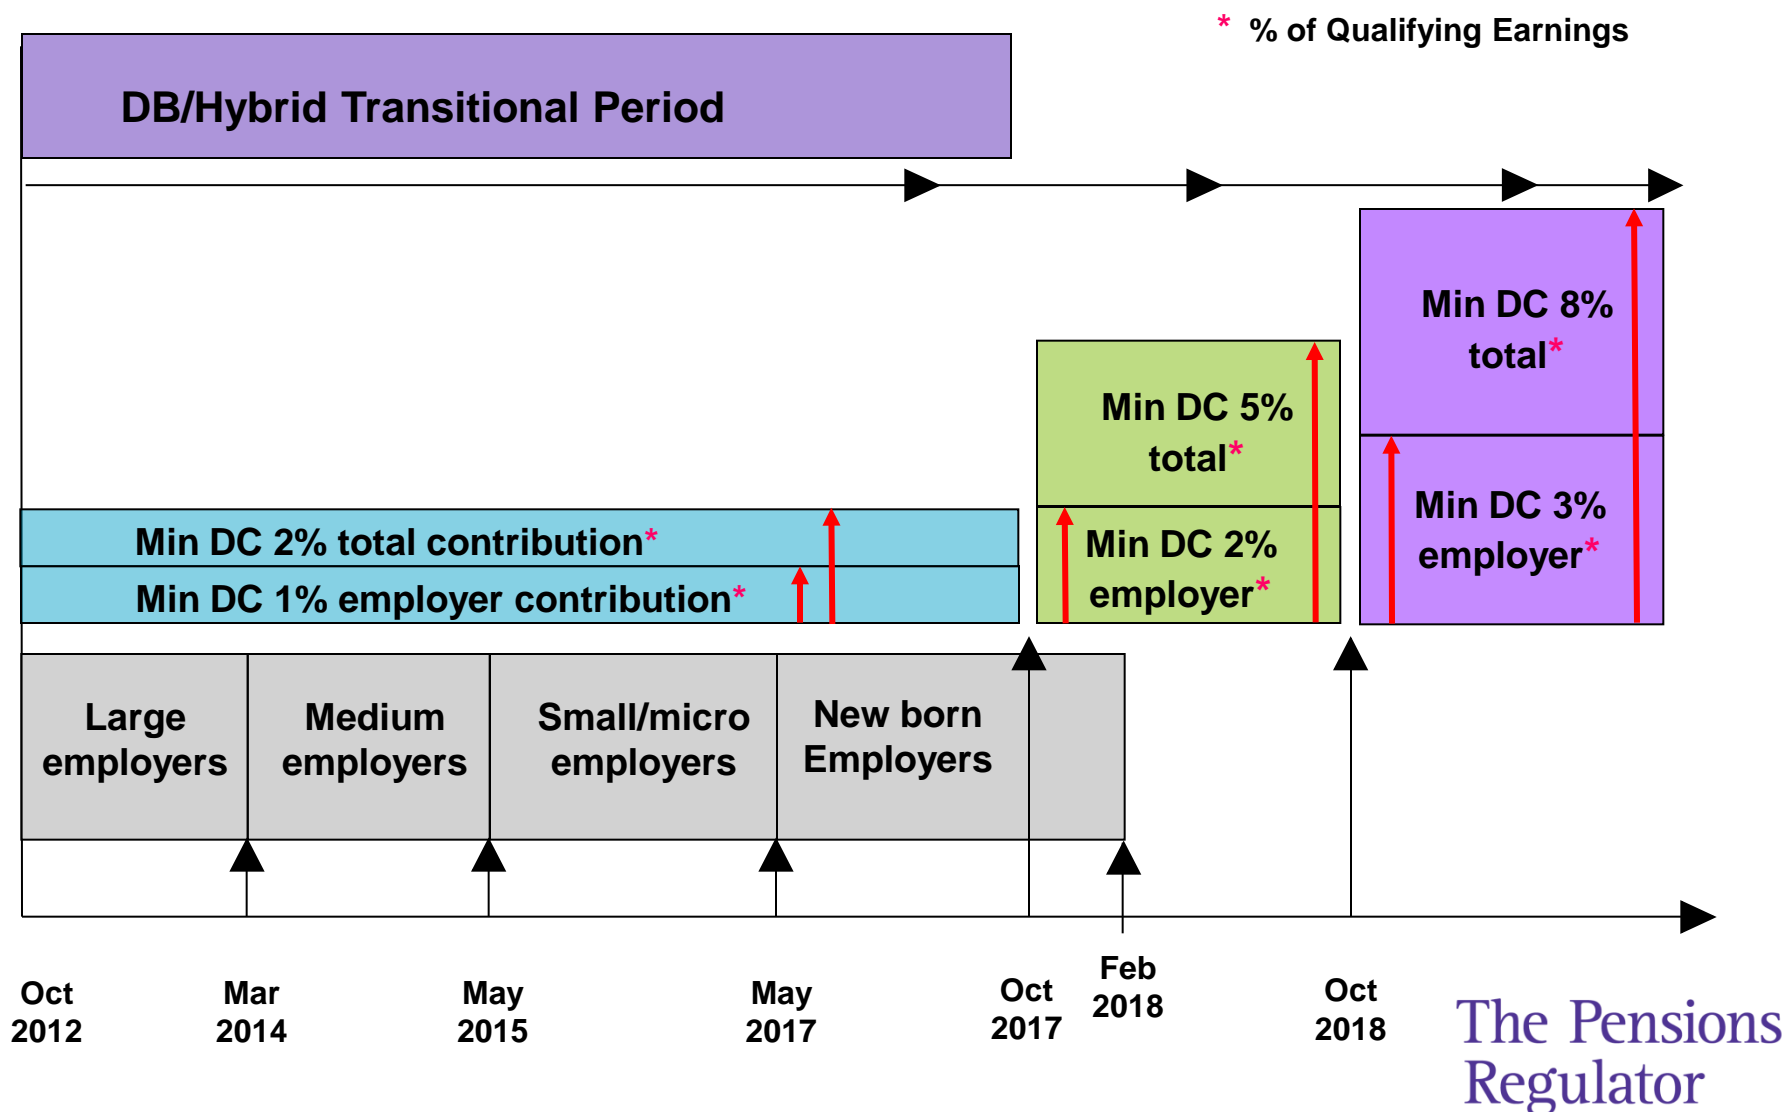 * % of Qualifying Earnings
DB/Hybrid Transitional Period
Min DC 8%
total*
Min DC 5%
total*
Min DC 3%
employer*
Min DC 2% total contribution*
Min DC 2%
employer*
Min DC 1% employer contribution*
Large
employers
Medium
employers
Small/micro
employers
New born
Employers
Oct
2012
Mar
2014
May
2015
May
2017
Oct
2017
Feb
2018
Oct
2018
The Pensions
Regulator